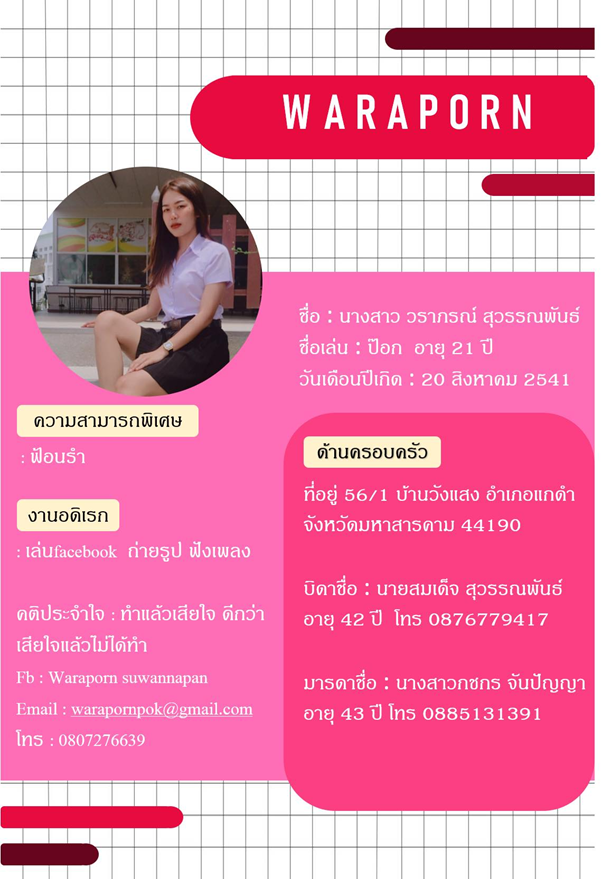 WARAPORN
ชื่อ : นางสาว วราภรณ์ สุวรรณพันธ์
ชื่อเล่น : ป๊อก อายุ 21 ปี
วันเดือนปีเกิด : 20 สิงหาคม 2541
ความสามารถพิเศษ
: ฟ้อนรำ
งานอดิเรก
: เล่นfacebook ถ่ายรูป ฟังเพลง
คติประจำใจ : ทำแล้วเสียใจ ดีกว่า
เสียใจแล้วไม่ได้ทำ
Fb : Waraporn suwannapan
Email : warapornpok@gmail.com
โทร : 0807276639
ด้านครอบครัว
ที่อยู่ 56/1 บ้านวังแสง อำเภอแกดำ
จังหวัดมหาสารคาม 44190
บิดาชื่อ : นายสมเด็จ สุวรรณพันธ์
อายุ 42 ปี โทร 0876779417
มารดาชื่อ : นางสาวกชกร จันปัญญา
อายุ 43 ปี โทร 0885131391